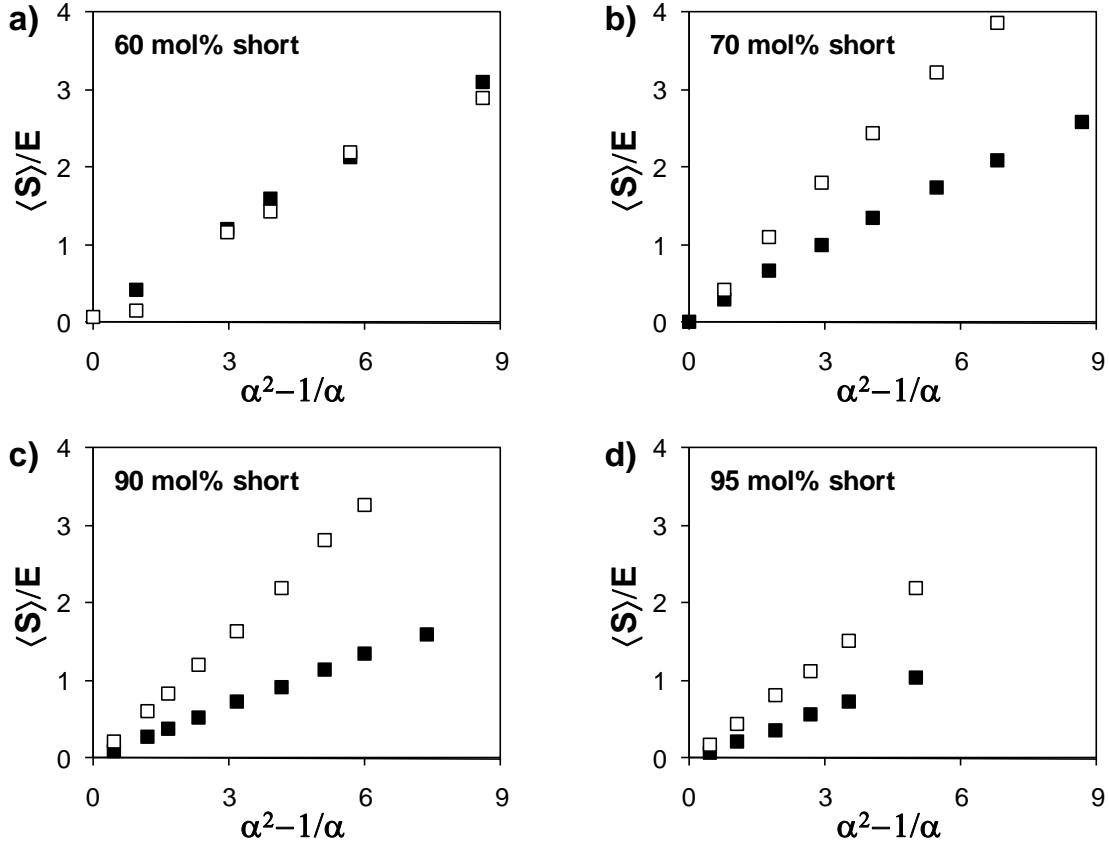 a)
60 mol% short
4
3
2
1
0
⟨S⟩/E
0 3 6 9
α²−1/α
b)
70 mol% short
4
3
2
1
0
⟨S⟩/E
0 3 6 9
α²−1/α
c)
90 mol% short
4
3
2
1
0
⟨S⟩/E
0 3 6 9
α²−1/α
d)
95 mol% short
4
3
2
1
0
⟨S⟩/E
0 3 6 9
α²−1/α